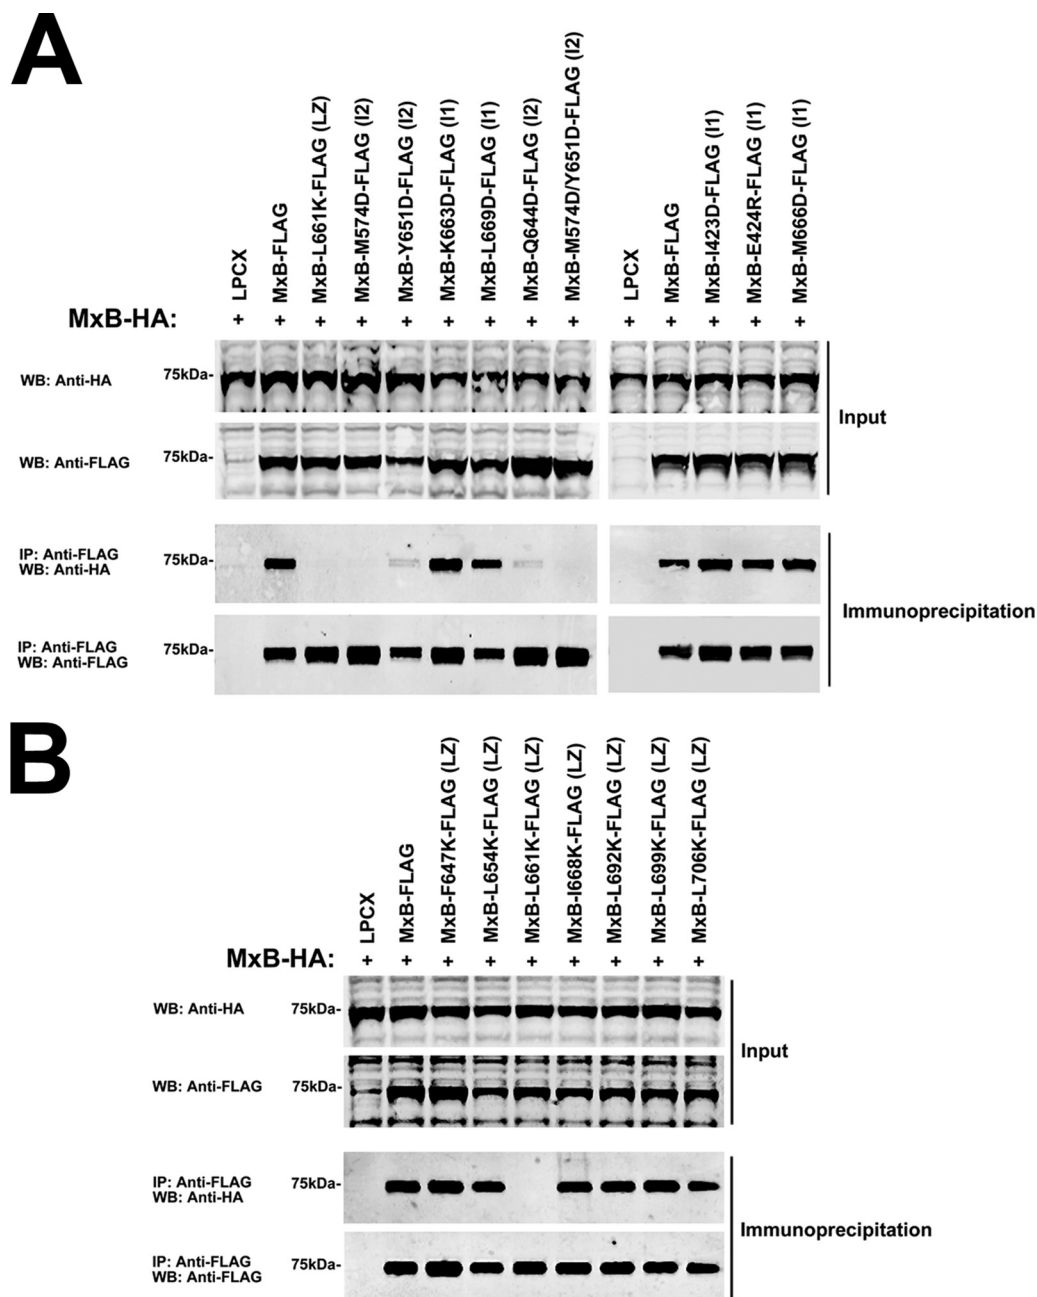 A
LPCX
MxB-FLAG
MxB-L661K-FLAG (LZ)
MxB-M574D-FLAG (I2)
MxB-Y651D-FLAG (I2)
MxB-K663D-FLAG (I1)
MxB-L669D-FLAG (I1)
MxB-Q644D-FLAG (I2)
MxB-M574D/Y651D-FLAG (I2)
LPCX
MxB-FLAG
MxB-I423D-FLAG (I1)
MxB-E424R-FLAG (I1)
MxB-M666D-FLAG (I1)
MxB-HA: + + + + + + + + + + + + + +
WB: Anti-HA 75kDa-
Input
WB: Anti-FLAG 75kDa-
IP: Anti-FLAG
WB: Anti-HA
75kDa-
Immunoprecipitation
IP: Anti-FLAG
WB: Anti-FLAG
75kDa-
B
LPCX
MxB-FLAG
MxB-F647K-FLAG (LZ)
MxB-L654K-FLAG (LZ)
MxB-L661K-FLAG (LZ)
MxB-I668K-FLAG (LZ)
MxB-L692K-FLAG (LZ)
MxB-L699K-FLAG (LZ)
MxB-L706K-FLAG (LZ)
MxB-HA: + + + + + + + + +
WB: Anti-HA 75kDa-
Input
WB: Anti-FLAG 75kDa-
IP: Anti-FLAG
WB: Anti-HA
75kDa-
Immunoprecipitation
IP: Anti-FLAG
WB: Anti-FLAG
75kDa-